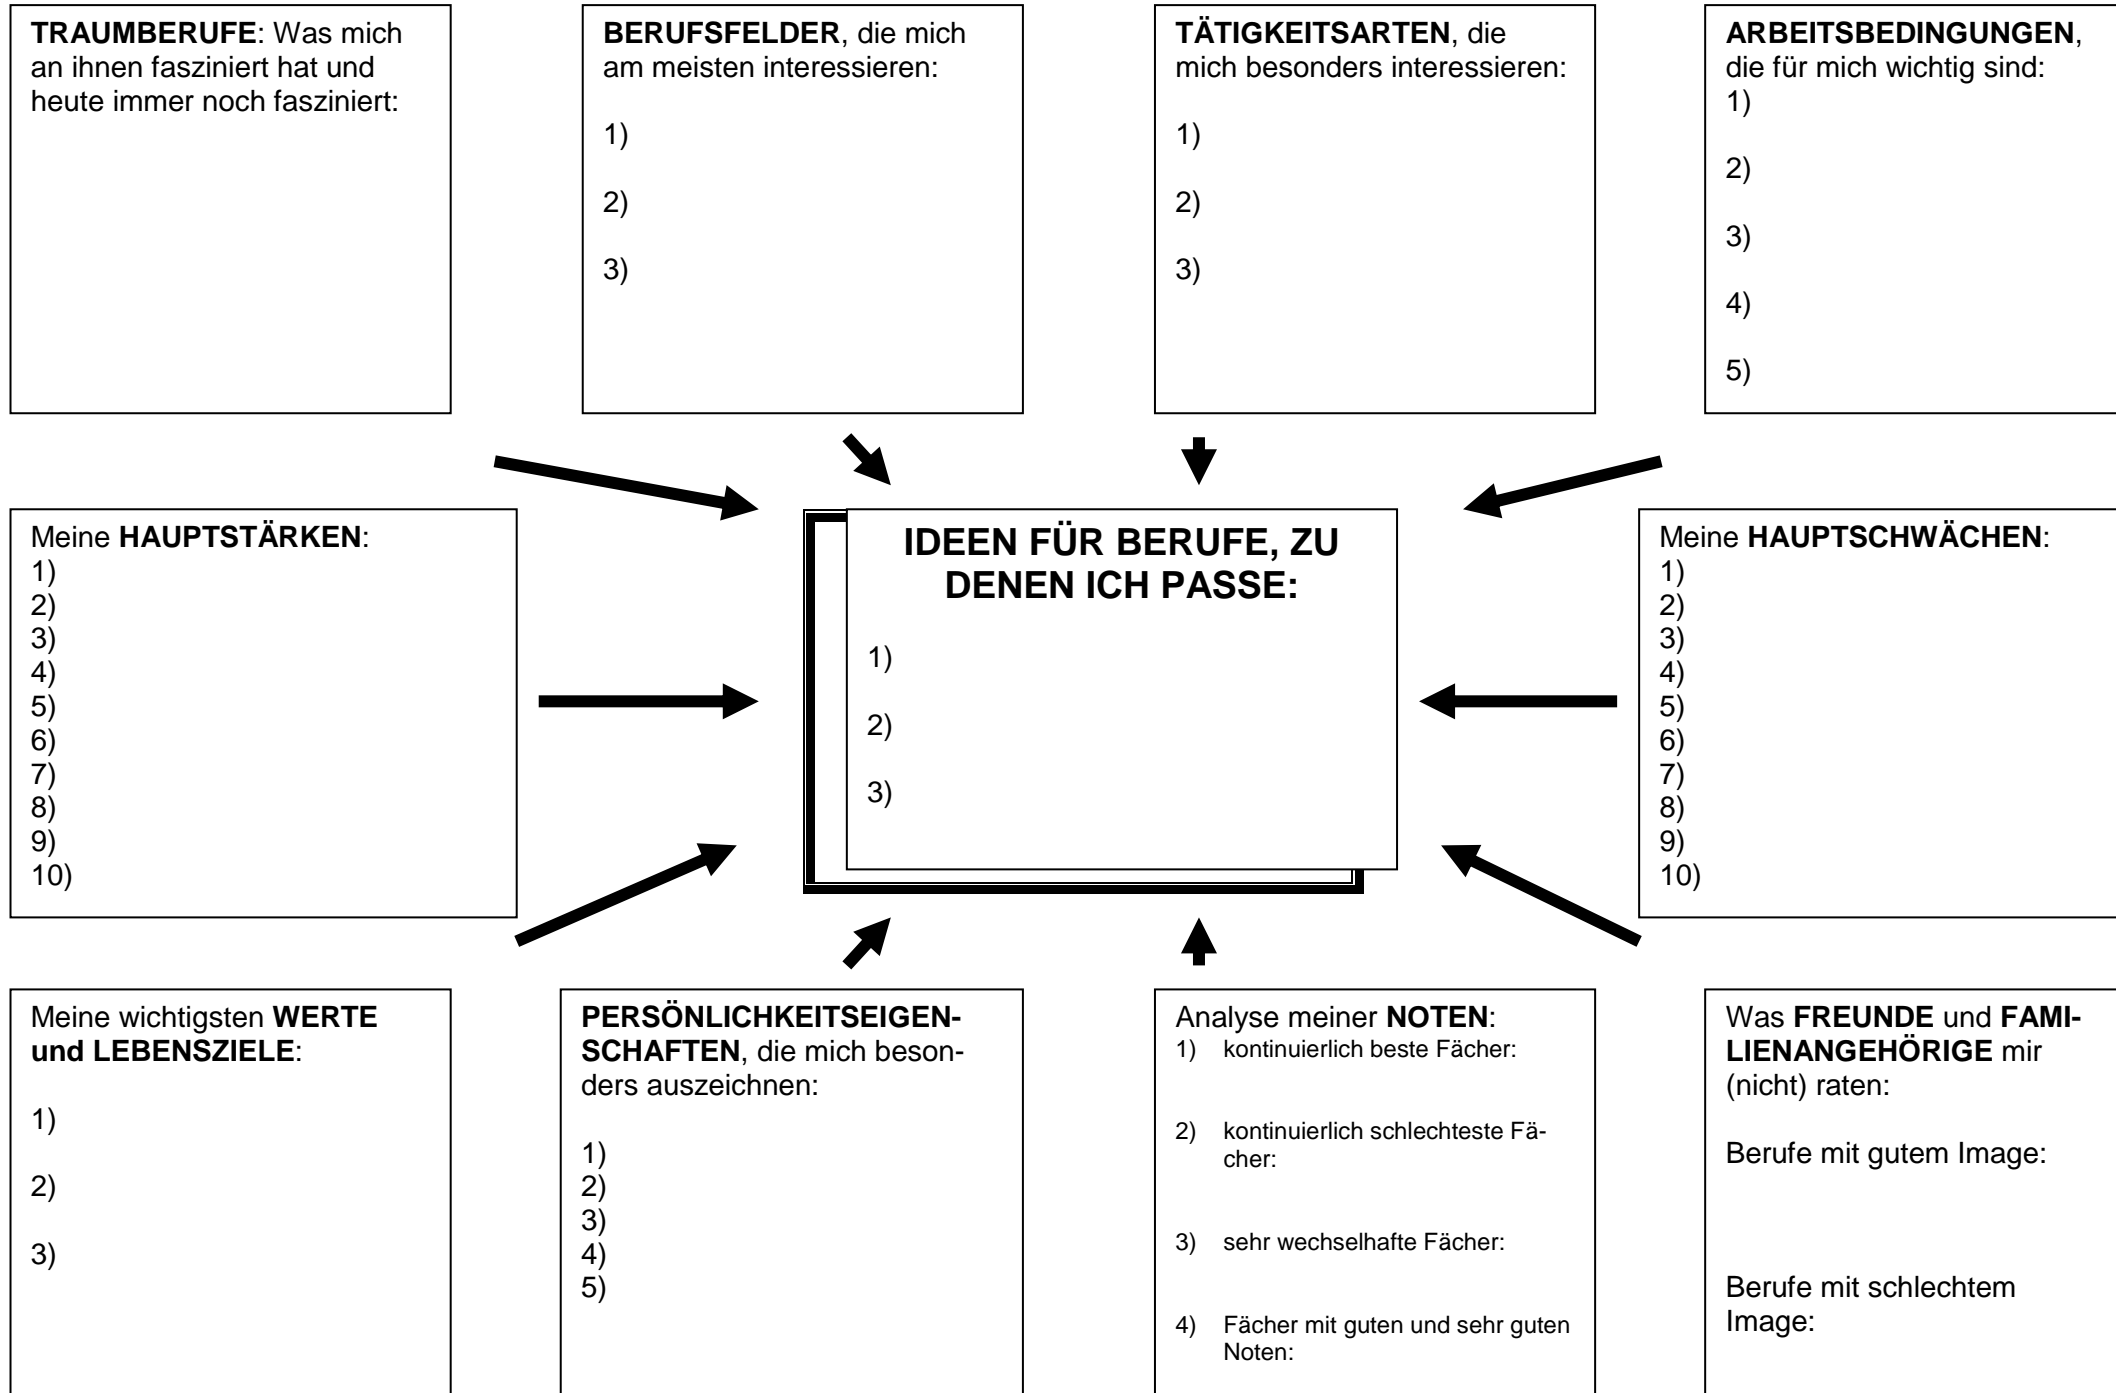 TRAUMBERUFE: Was mich
an ihnen fasziniert hat und
heute immer noch fasziniert:
BERUFSFELDER, die mich
am meisten interessieren:
1)
2)
3)
TÄTIGKEITSARTEN, die
mich besonders interessieren:
1)
2)
3)
ARBEITSBEDINGUNGEN,
die für mich wichtig sind:
1)
2)
3)
4)
5)
Meine HAUPTSTÄRKEN:
1)
2)
3)
4)
5)
6)
7)
8)
9)
10)
IDEEN FÜR BERUFE, ZU
DENEN ICH PASSE:
1)
2)
3)
Meine HAUPTSCHWÄCHEN:
1)
2)
3)
4)
5)
6)
7)
8)
9)
10)
Meine wichtigsten WERTE
und LEBENSZIELE:
1)
2)
3)
PERSÖNLICHKEITSEIGEN-
SCHAFTEN, die mich beson-
ders auszeichnen:
1)
2)
3)
4)
5)
Analyse meiner NOTEN:
1) kontinuierlich beste Fächer:
2) kontinuierlich schlechteste Fä-
cher:
3) sehr wechselhafte Fächer:
4) Fächer mit guten und sehr guten
Noten:
Was FREUNDE und FAMI-
LIENANGEHÖRIGE mir
(nicht) raten:
Berufe mit gutem Image:
Berufe mit schlechtem
Image: